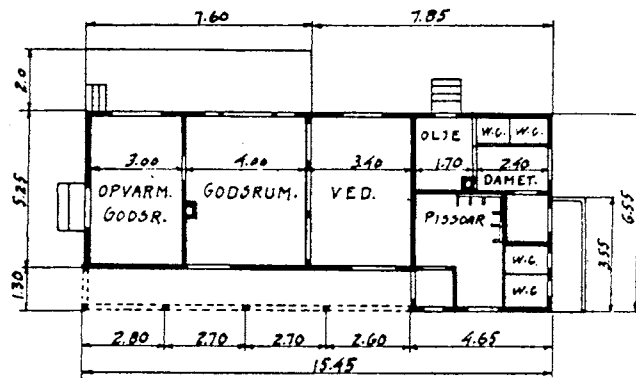 7.60 7.85
2.0
OLJE W.C. W.C.
3.00 4.00 3.40 1.70 2.40
OPVARM. GODSRUM. VED. DAMET.
GODSR. PISSOAR
5.25 6.55
3.55
W.C
1.30 W.C
2.80 2.70 2.70 2.60 4.65
15.45